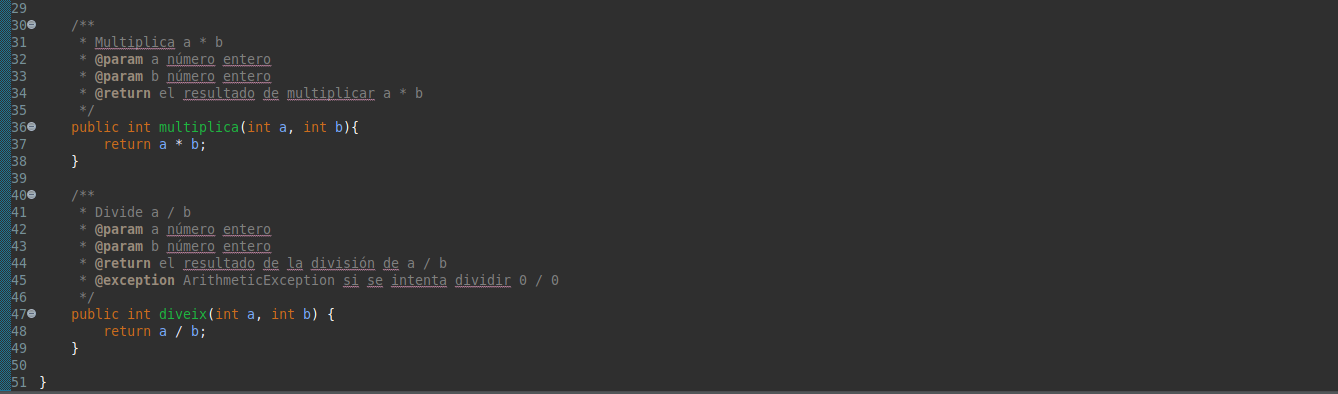 29
30 /**
31 * Multiplica a * b
32 * @param a número entero
33 * @param b número entero
34 * @return el resultado de multiplicar a * b
35 */
36 public int multiplica(int a, int b){
37 return a * b;
38 }
39
40 /**
41 * Divide a / b
42 * @param a número entero
43 * @param b número entero
44 * @return el resultado de la división de a / b
45 * @exception ArithmeticException si se intenta dividir 0 / 0
46 */
47 public int diveix(int a, int b) {
48 return a / b;
49 }
50
51 }